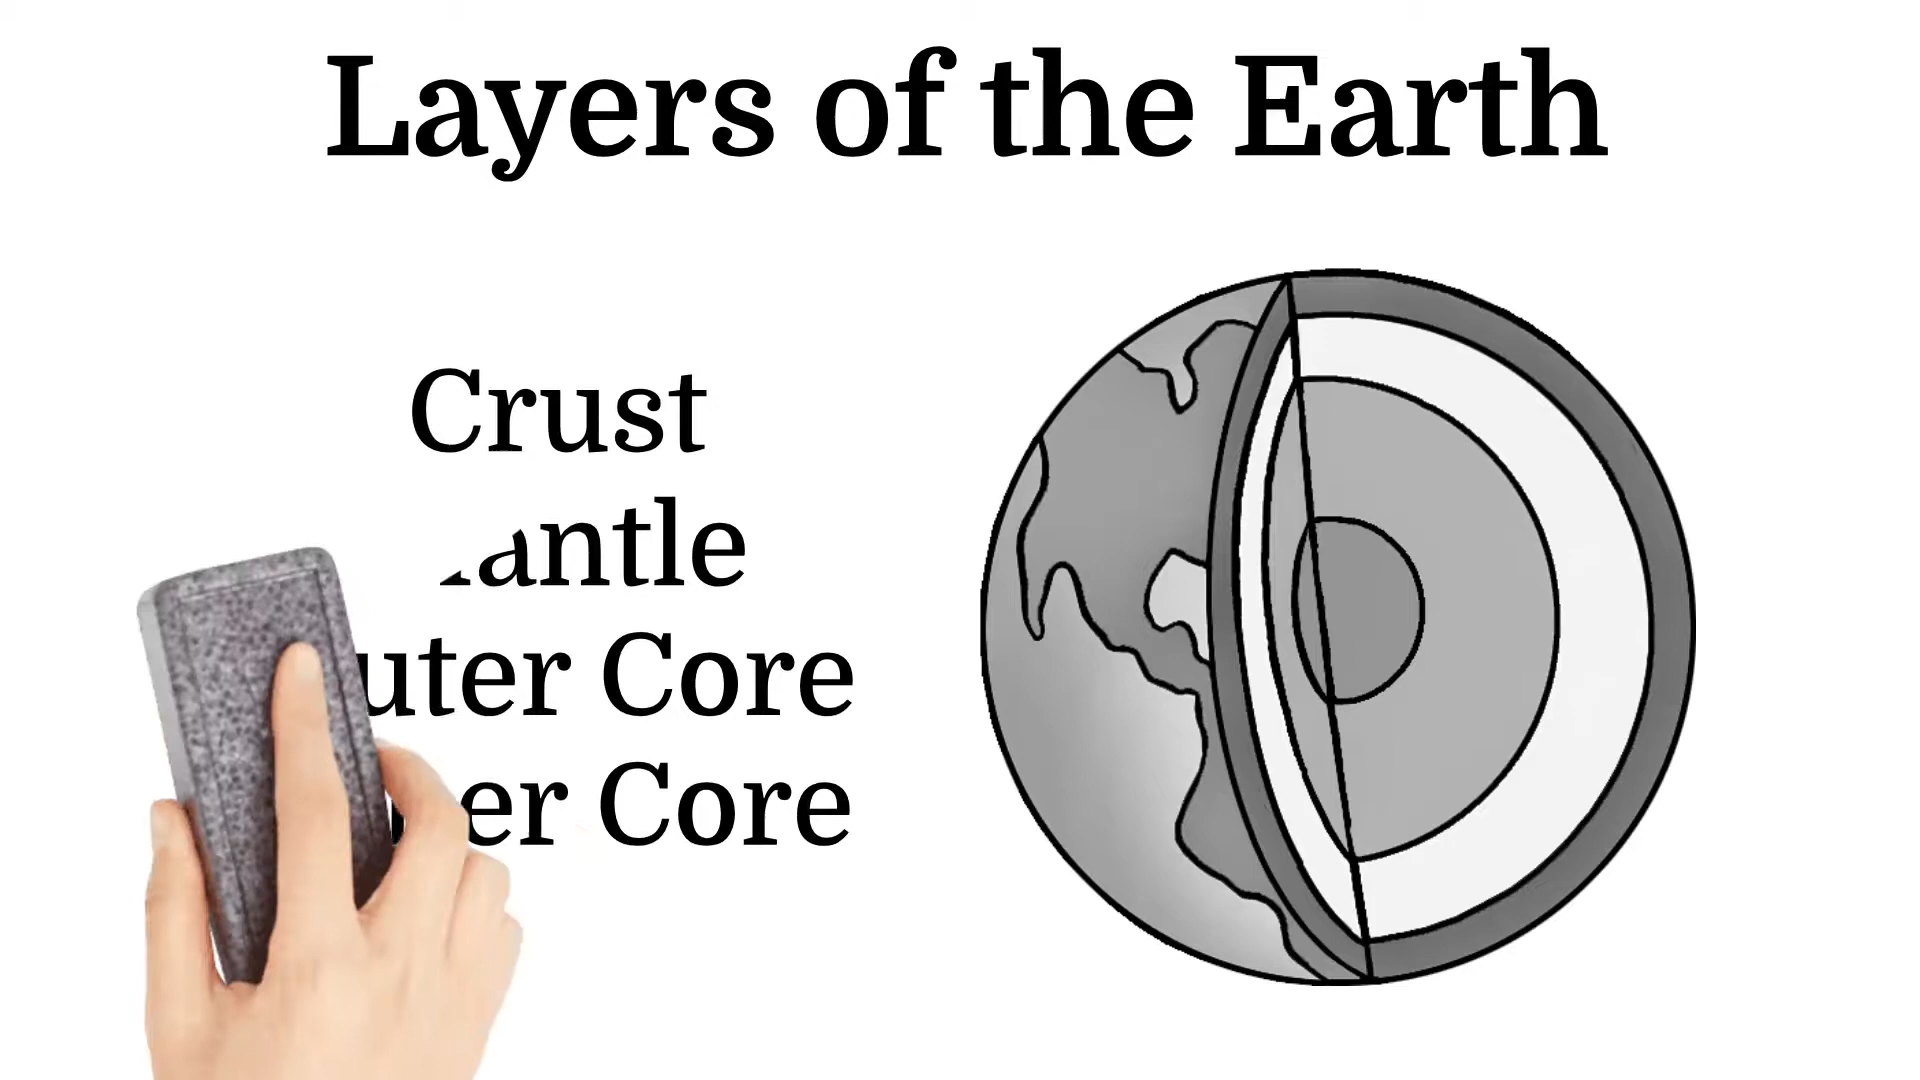 Layers of the Earth
Crust
antle
uter Core
er Core